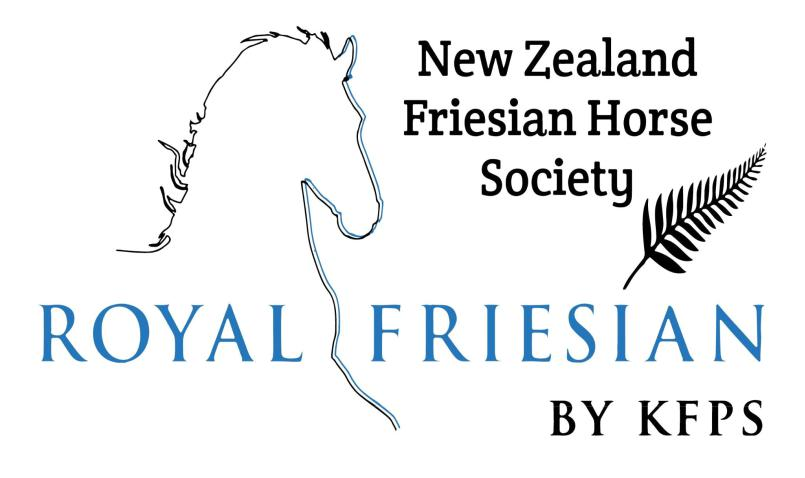 New Zealand
Friesian Horse
Society
ROYAL FRIESIAN
BY KFPS